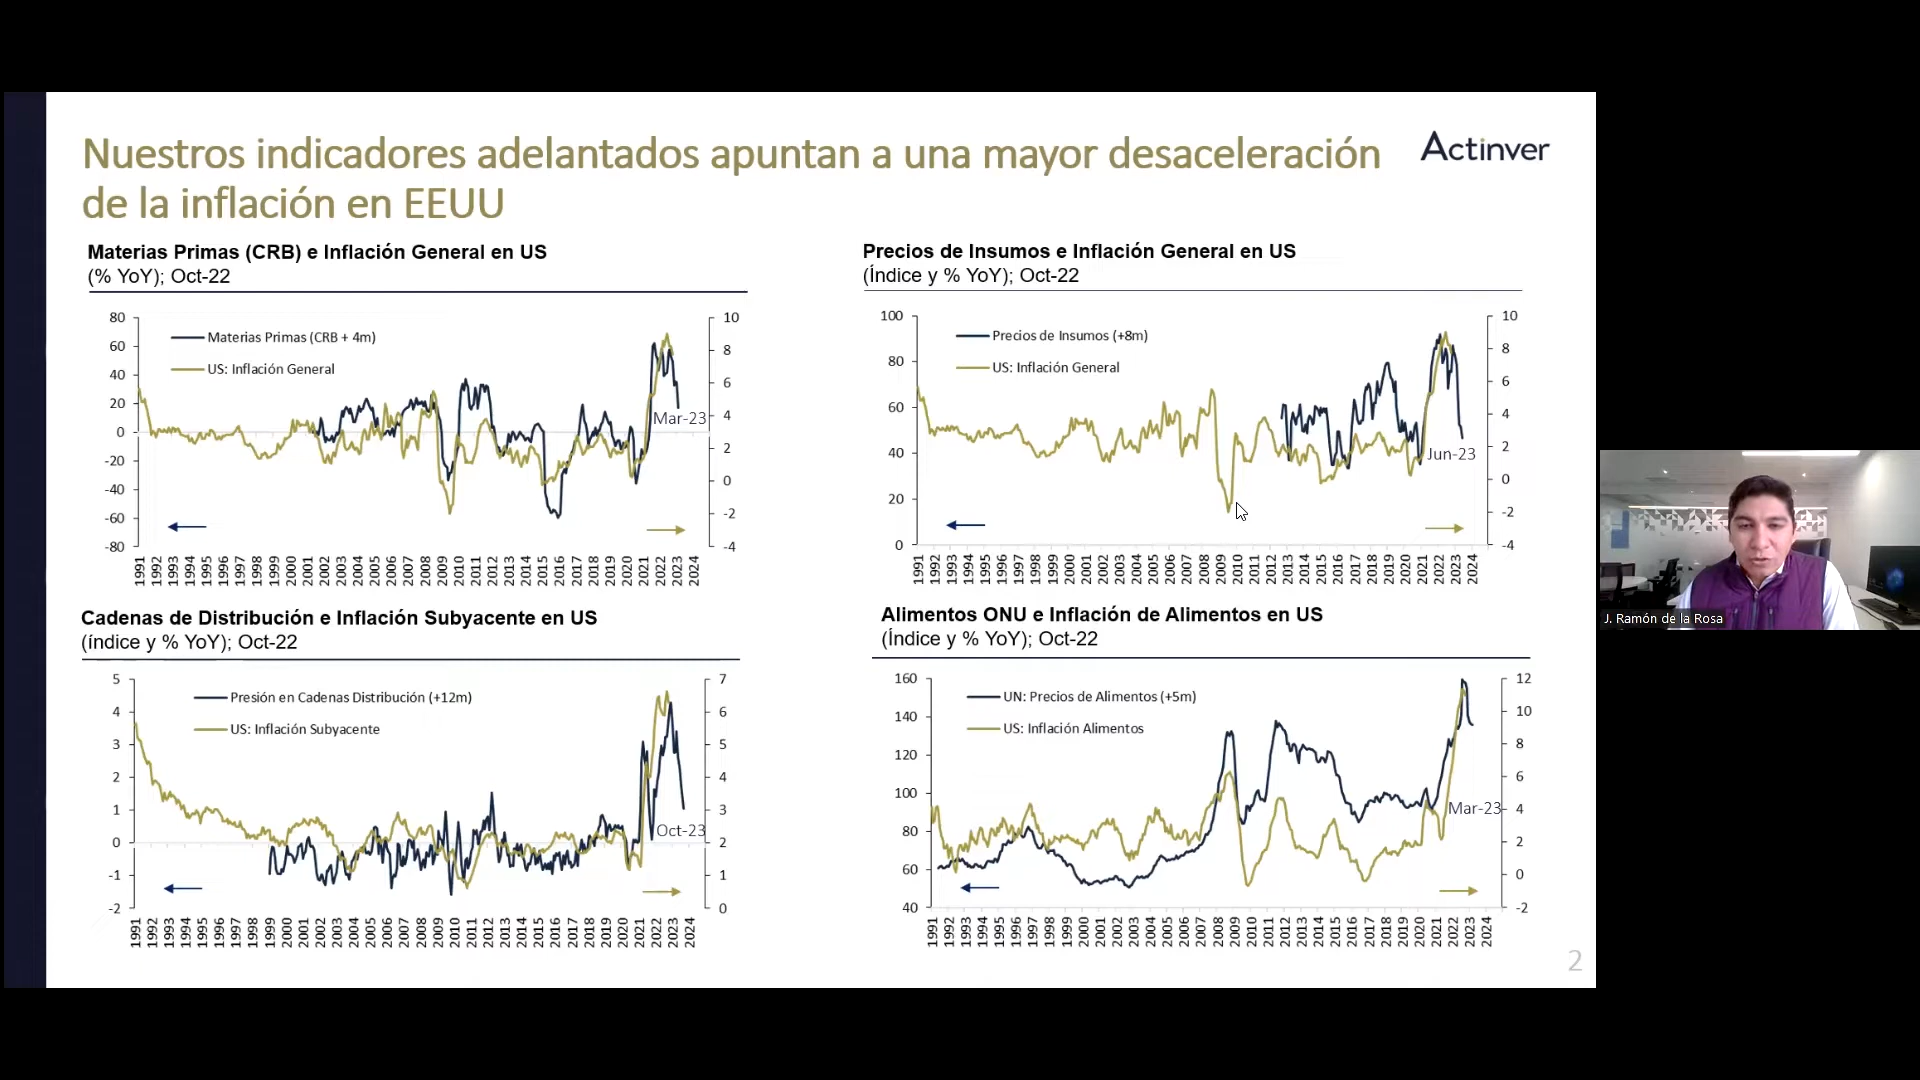 Nuestros indicadores adelantados apuntan a una mayor desaceleración
de la inflación en EEUU
Actinver
Materias Primas (CRB) e Inflación General en US
(% YoY); Oct-22
80
60
40
20
0
-20
-40
-60
-80
10
8
6
4
2
0
-2
-4
Materias Primas (CRB + 4m)
US: Inflación General
Mar-23
1991 1992 1993 1994 1995 1996 1997 1998 1999 2000 2001 2002 2003 2004 2005 2006 2007 2008 2009 2010 2011 2012 2013 2014 2015 2016 2017 2018 2019 2020 2021 2022 2023 2024
Precios de Insumos e Inflación General en US
(Índice y % YoY); Oct-22
100
80
60
40
20
0
10
8
6
4
2
0
-2
-4
Precios de Insumos (+8m)
US: Inflación General
Jun-23
1991 1992 1993 1994 1995 1996 1997 1998 1999 2000 2001 2002 2003 2004 2005 2006 2007 2008 2009 2010 2011 2012 2013 2014 2015 2016 2017 2018 2019 2020 2021 2022 2023 2024
Cadenas de Distribución e Inflación Subyacente en US
(índice y % YoY); Oct-22
5
4
3
2
1
0
-1
-2
7
6
5
4
3
2
1
0
Presión en Cadenas Distribución (+12m)
US: Inflación Subyacente
Oct-23
1991 1992 1993 1994 1995 1996 1997 1998 1999 2000 2001 2002 2003 2004 2005 2006 2007 2008 2009 2010 2011 2012 2013 2014 2015 2016 2017 2018 2019 2020 2021 2022 2023 2024
Alimentos ONU e Inflación de Alimentos en US
(Índice y % YoY); Oct-22
160
140
120
100
80
60
40
12
10
8
6
4
2
0
-2
UN: Precios de Alimentos (+5m)
US: Inflación Alimentos
Mar-23
1991 1992 1993 1994 1995 1996 1997 1998 1999 2000 2001 2002 2003 2004 2005 2006 2007 2008 2009 2010 2011 2012 2013 2014 2015 2016 2017 2018 2019 2020 2021 2022 2023 2024
2
J. Ramón de la Rosa